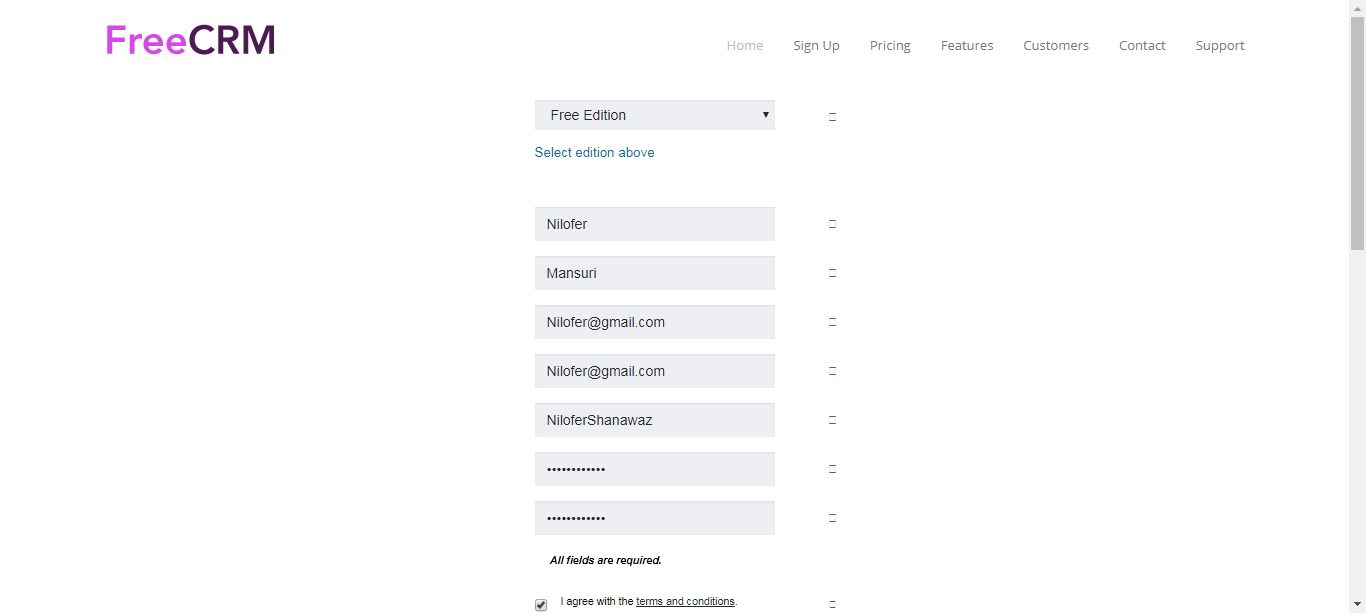 FreeCRM
Home Sign Up Pricing Features Customers Contact Support
Free Edition
Select edition above
Nilofer
Mansuri
Nilofer@gmail.com
Nilofer@gmail.com
NiloferShanawaz
••••••••••••
••••••••••••
All fields are required.
I agree with the terms and conditions.